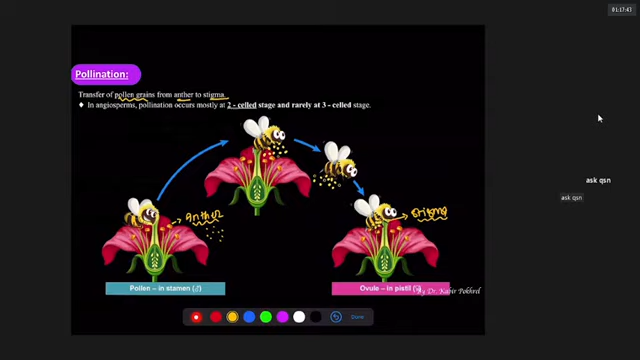 01:17:43
Pollination:
Transfer of pollen grains from anther to stigma.
♦ In angiosperms, pollination occurs mostly at 2 - celled stage and rarely at 3 - celled stage.
ask qsn
ask qsn
Anther
Stigma
Pollen – in stamen (♂)
Ovule – in pistil (♀)
By Dr. Kabir Pokhrel
Done